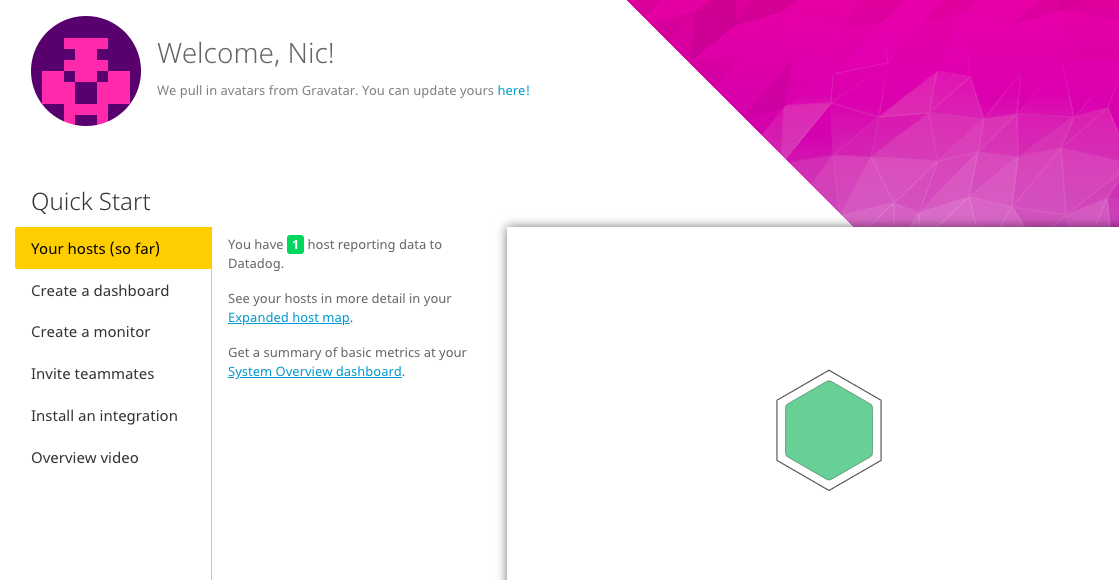 Welcome, Nic!
We pull in avatars from Gravatar. You can update yours here!
Quick Start
Your hosts (so far)
Create a dashboard
Create a monitor
Invite teammates
Install an integration
Overview video
You have 1 host reporting data to
Datadog.
See your hosts in more detail in your
Expanded host map.
Get a summary of basic metrics at your
System Overview dashboard.